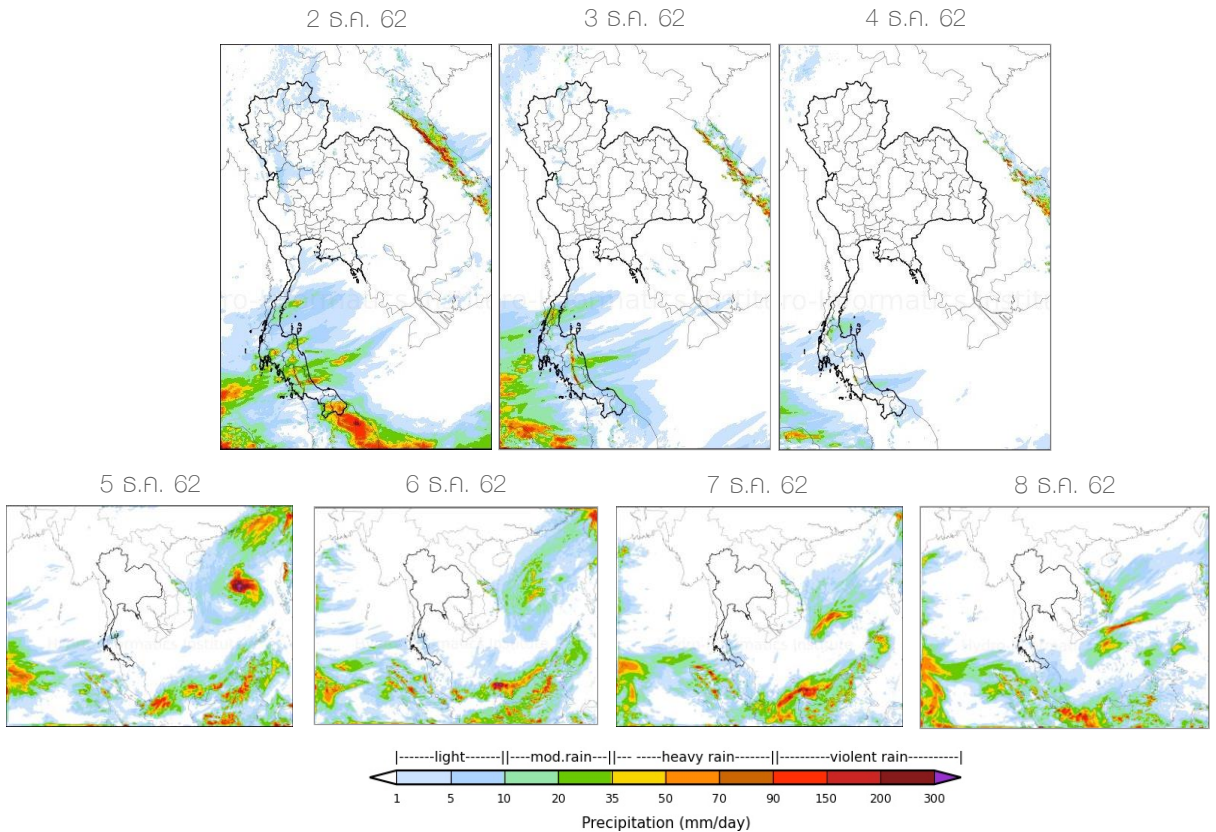 2 ธ.ค. 62 3 ธ.ค. 62 4 ธ.ค. 62
5 ธ.ค. 62 6 ธ.ค. 62 7 ธ.ค. 62 8 ธ.ค. 62
|------light-------||----mod.rain---||--- -----heavy rain---------||------------violent rain------------|
1 5 10 20 35 50 70 90 150 200 300
Precipitation (mm/day)